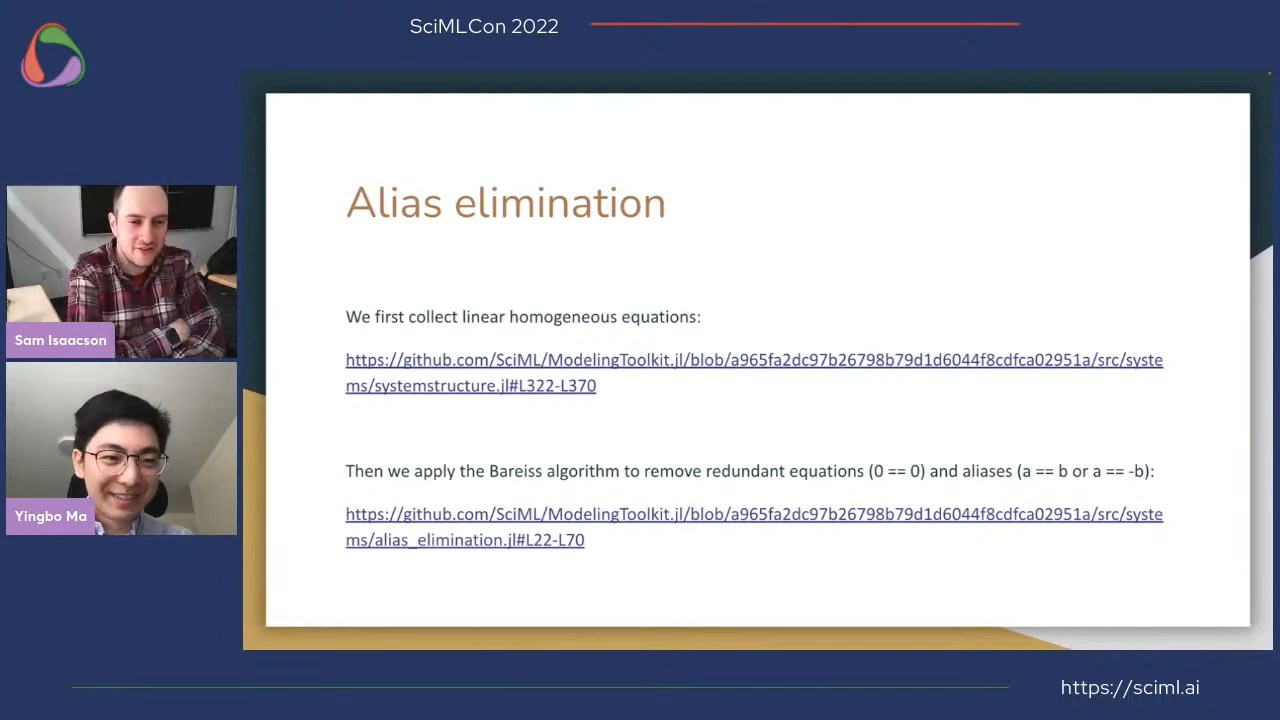 SciMLCon 2022
Alias elimination
We first collect linear homogeneous equations:
https://github.com/SciML/ModelingToolkit.jl/blob/a965fa2dc97b26798b79d1d6044f8cdfca02951a/src/syste
ms/systemstructure.jl#L322-L370
Then we apply the Bareiss algorithm to remove redundant equations (0 == 0) and aliases (a == b or a == -b):
https://github.com/SciML/ModelingToolkit.jl/blob/a965fa2dc97b26798b79d1d6044f8cdfca02951a/src/syste
ms/alias_elimination.jl#L22-L70
Sam Isaacson
Yingbo Ma
https://sciml.ai